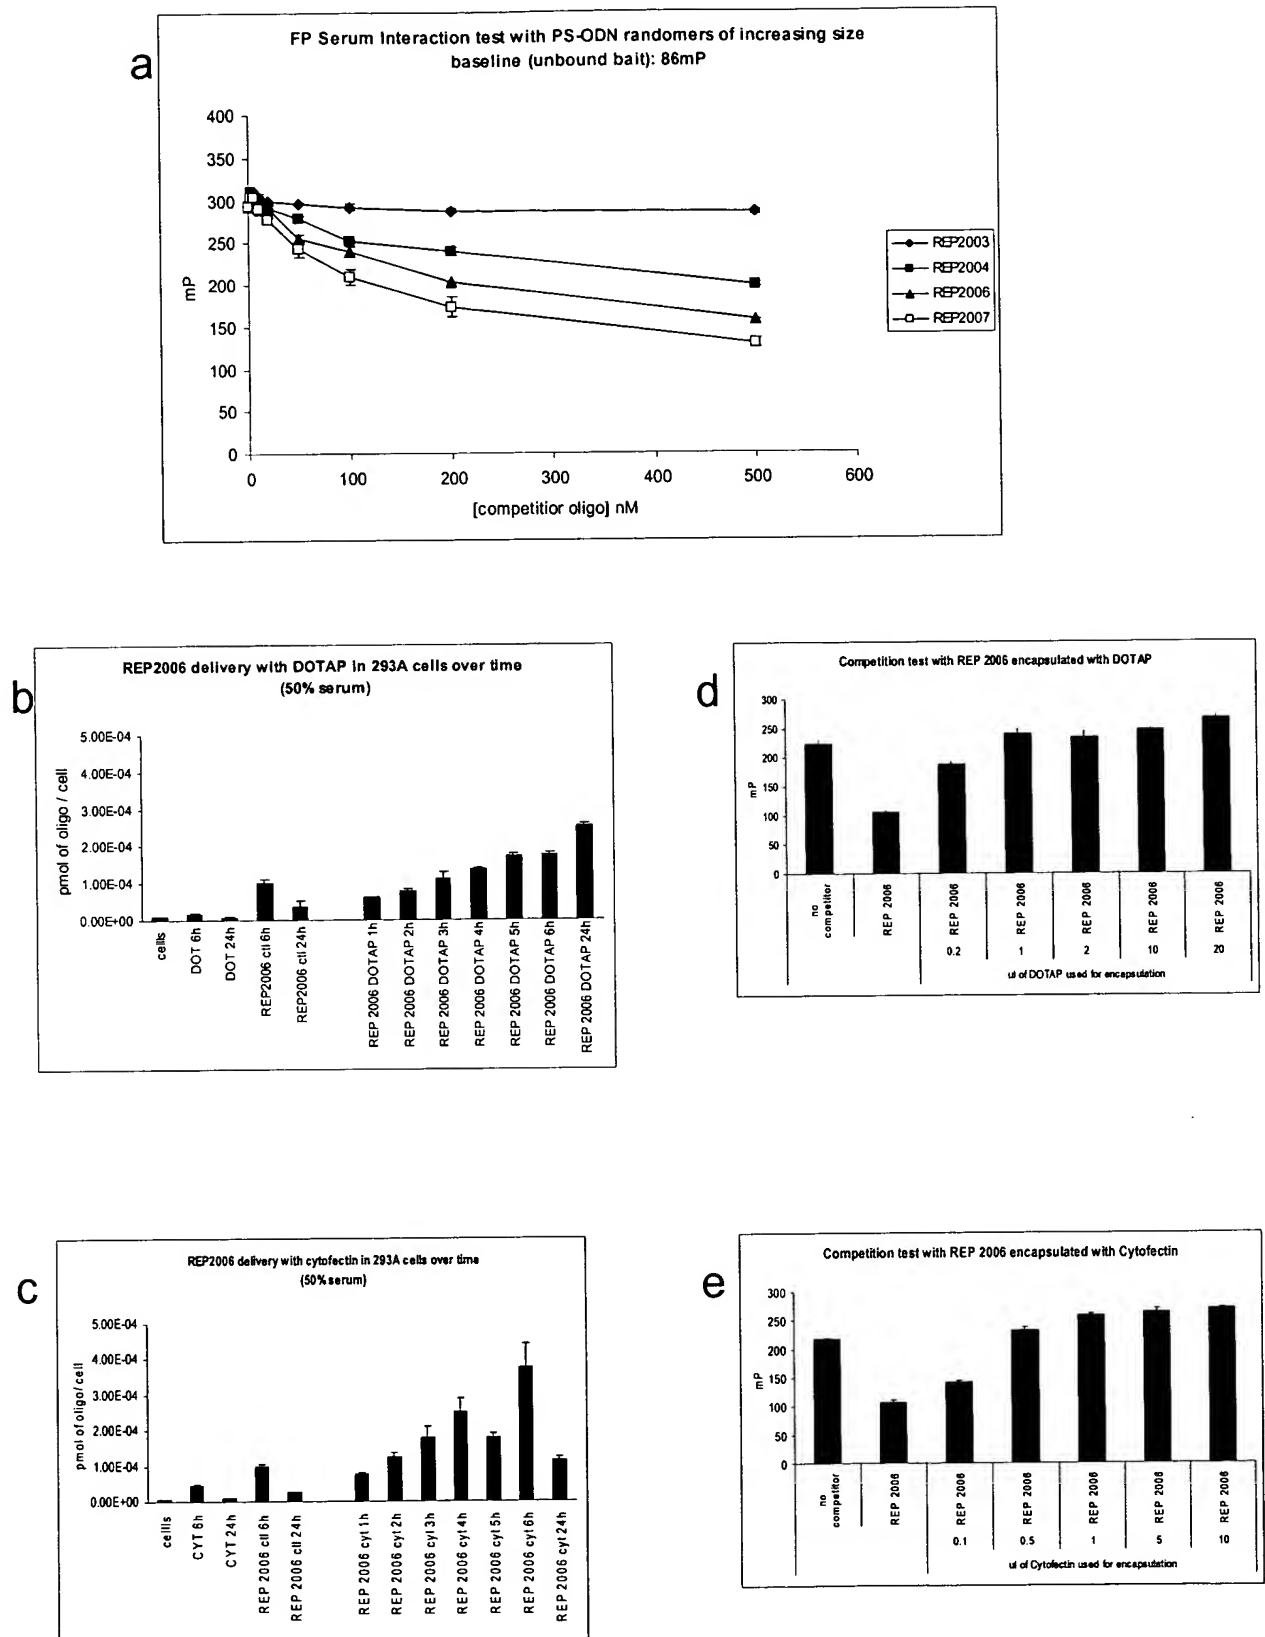 a
FP Serum Interaction test with PS-ODN randomers of increasing size
baseline (unbound bait): 86mP
400
350
300
250
200
150
100
50
0
mP
0 100 200 300 400 500 600
[competitior oligo] nM
REP2003
REP2004
REP2006
REP2007
b
REP2006 delivery with DOTAP in 293A cells over time
(50% serum)
5.00E-04
4.00E-04
3.00E-04
2.00E-04
1.00E-04
0.00E+00
pmol of oligo / cell
cells
DOT 6h
DOT 24h
REP2006 ctl 6h
REP2006 ctl 24h
REP 2006 DOTAP 1h
REP 2006 DOTAP 2h
REP 2006 DOTAP 3h
REP 2006 DOTAP 4h
REP 2006 DOTAP 5h
REP 2006 DOTAP 6h
REP 2006 DOTAP 24h
d
Competition test with REP 2006 encapsulated with DOTAP
300
250
200
150
100
50
0
mP
no competitor
REP 2006
REP 2006
REP 2006
REP 2006
REP 2006
REP 2006
0.2 1 2 10 20
ul of DOTAP used for encapsulation
c
REP2006 delivery with cytofectin in 293A cells over time
(50% serum)
5.00E-04
4.00E-04
3.00E-04
2.00E-04
1.00E-04
0.00E+00
pmol of oligo/ cell
cells
CYT 6h
CYT 24h
REP 2006 ctl 6h
REP 2006 ctl 24h
REP 2006 cyt 1h
REP 2006 cyt 2h
REP 2006 cyt 3h
REP 2006 cyt 4h
REP 2006 cyt 5h
REP 2006 cyt 6h
REP 2006 cyt 24h
e
Competition test with REP 2006 encapsulated with Cytofectin
300
250
200
150
100
50
0
mP
no competitor
REP 2006
REP 2006
REP 2006
REP 2006
REP 2006
REP 2006
0.1 0.5 1 5 10
ul of Cytofectin used for encapsulation